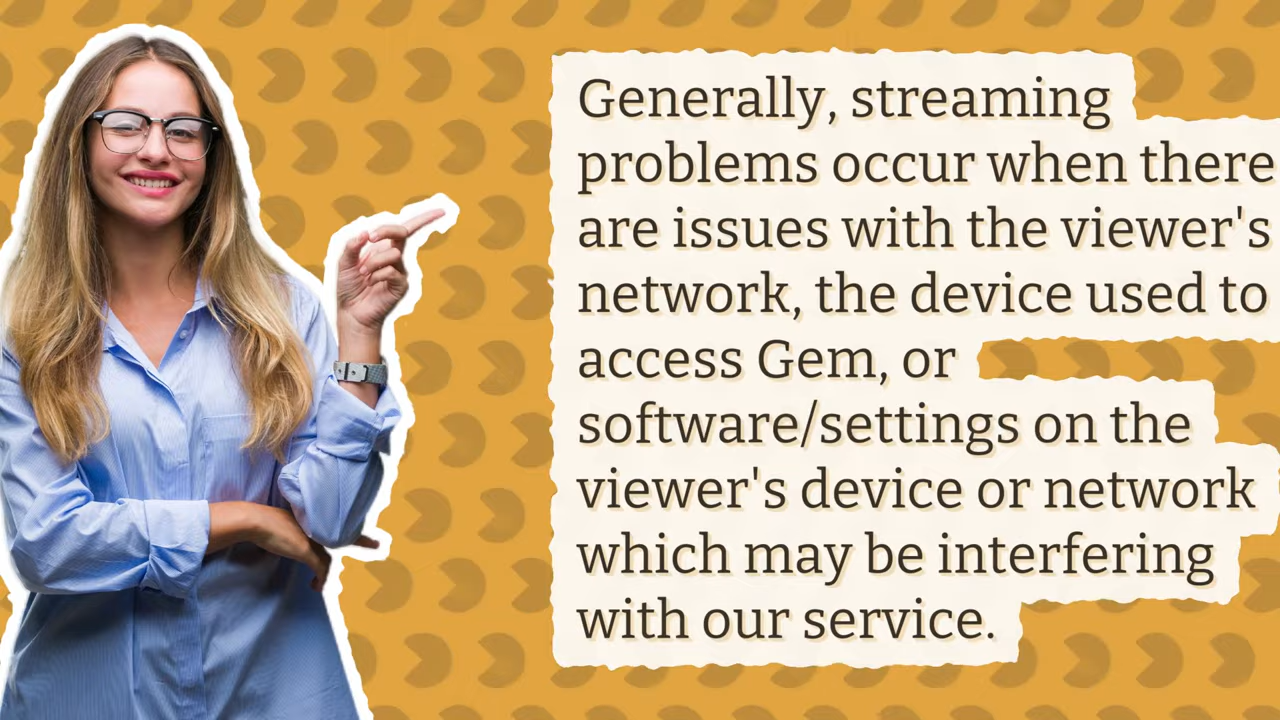 Generally, streaming
problems occur when there
are issues with the viewer's
network, the device used to
access Gem, or
software/settings on the
viewer's device or network
which may be interfering
with our service.